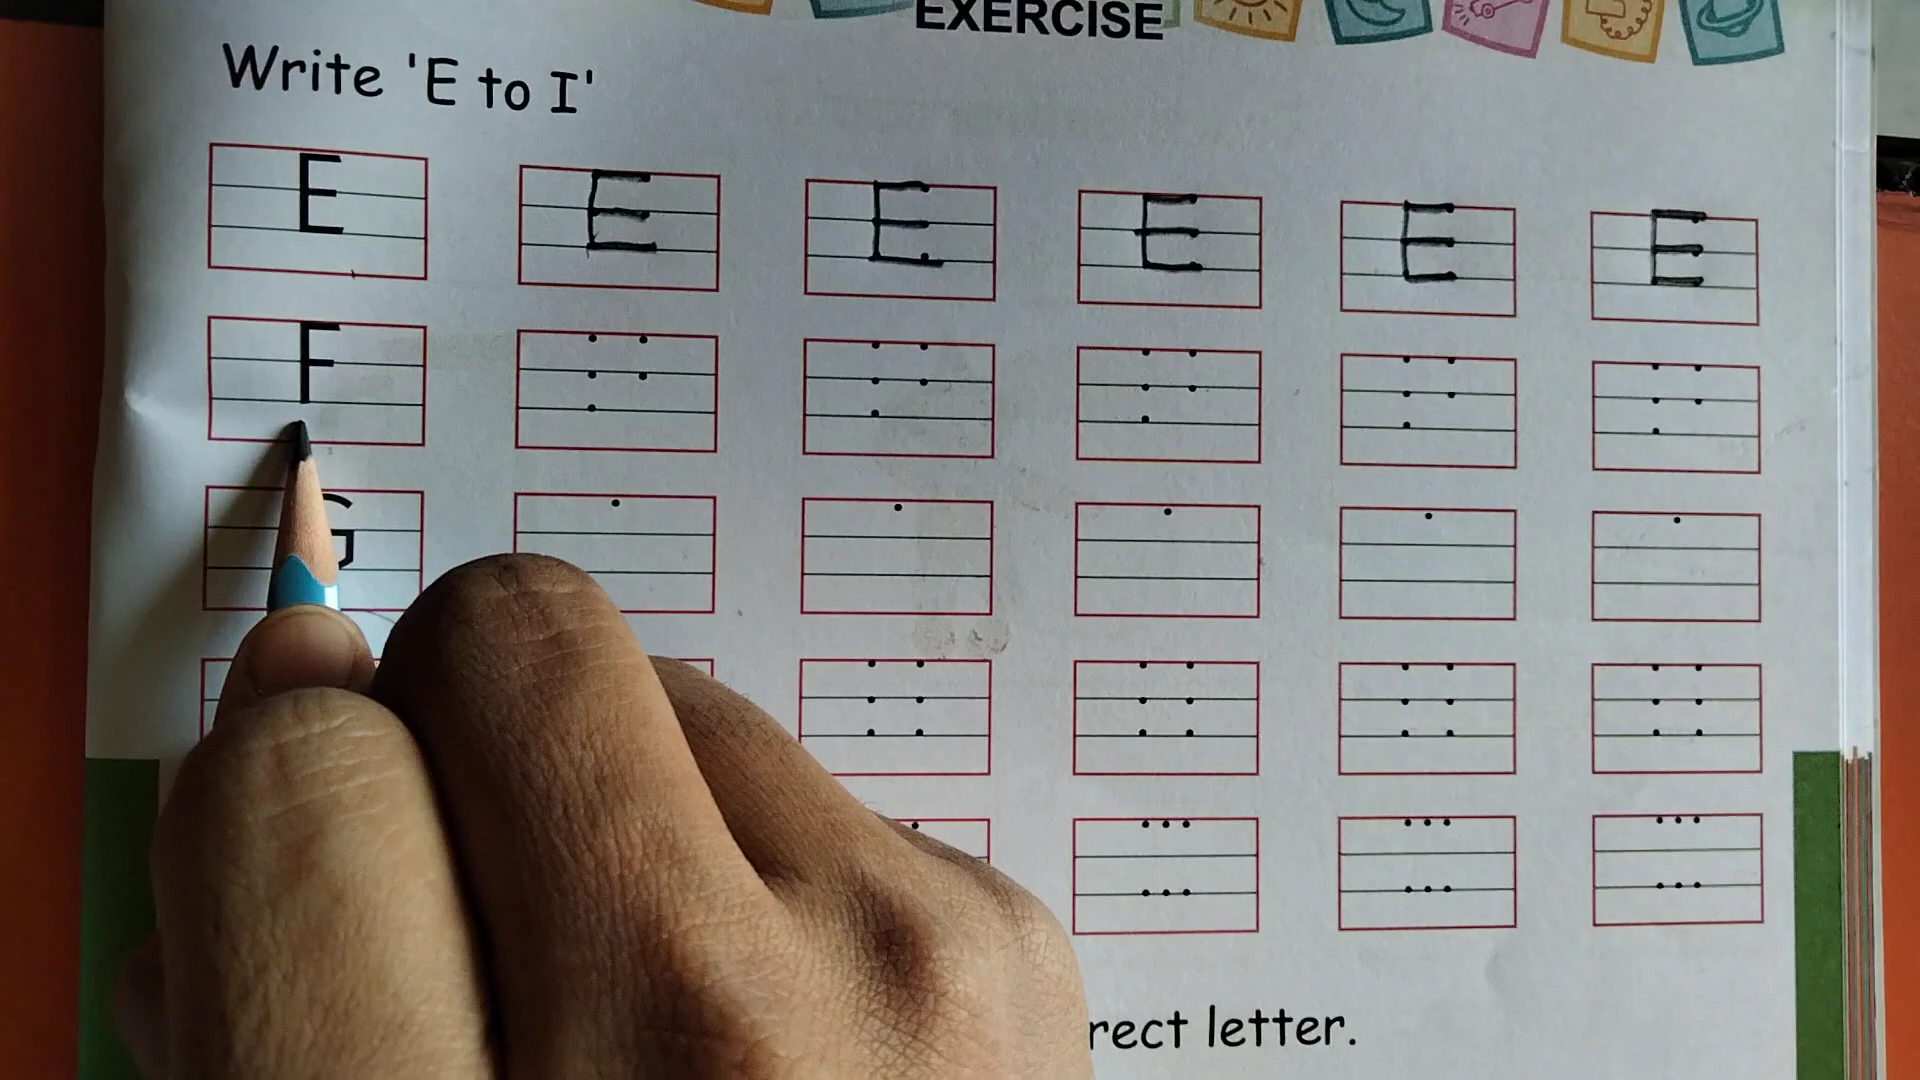 EXERCISE
Write 'E to I'
E E E E E E
F
G
rect letter.